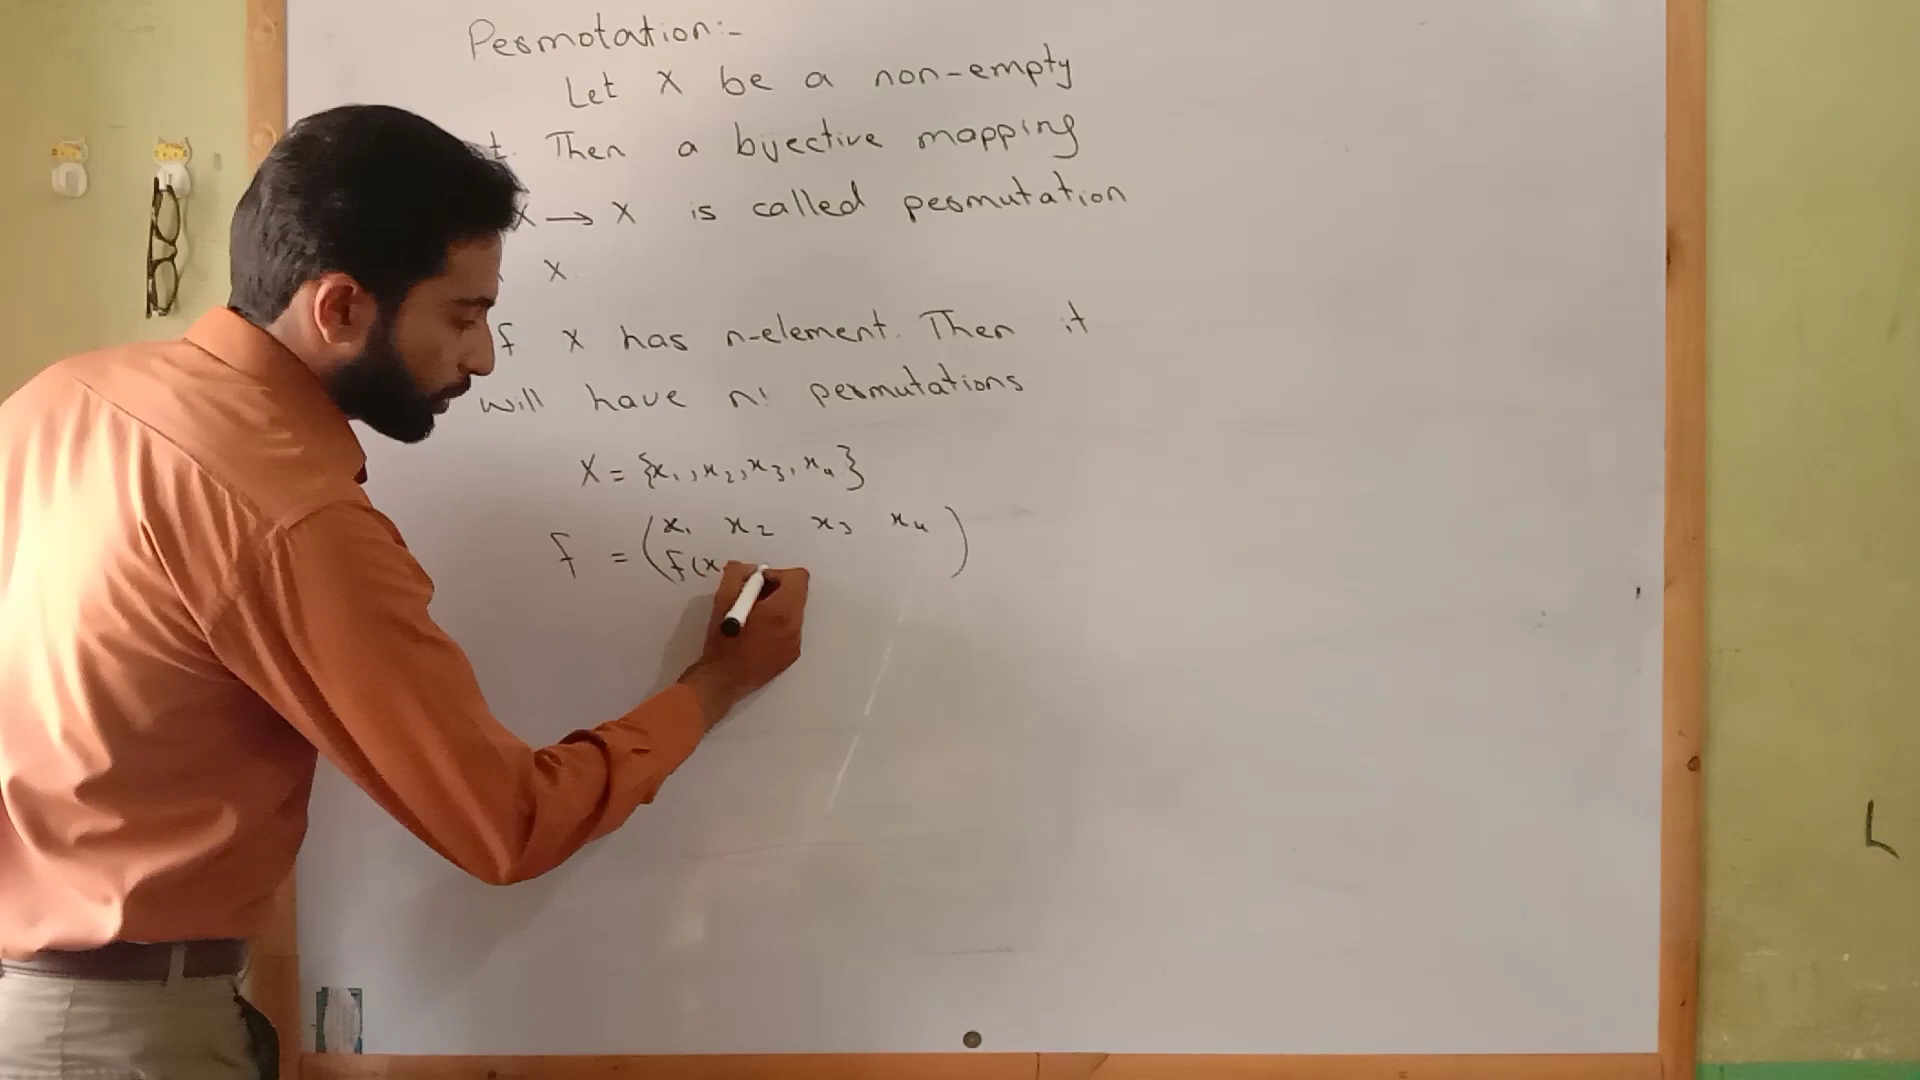 Permotation:-
Let X be a non-empty
t. Then a bijective mapping
X → X is called permutation
X.
f X has n-element. Then it
will have n! permutations
X = {x₁, x₂, x₃, x₄}
f = ( x₁ x₂ x₃ x₄ )
f(x